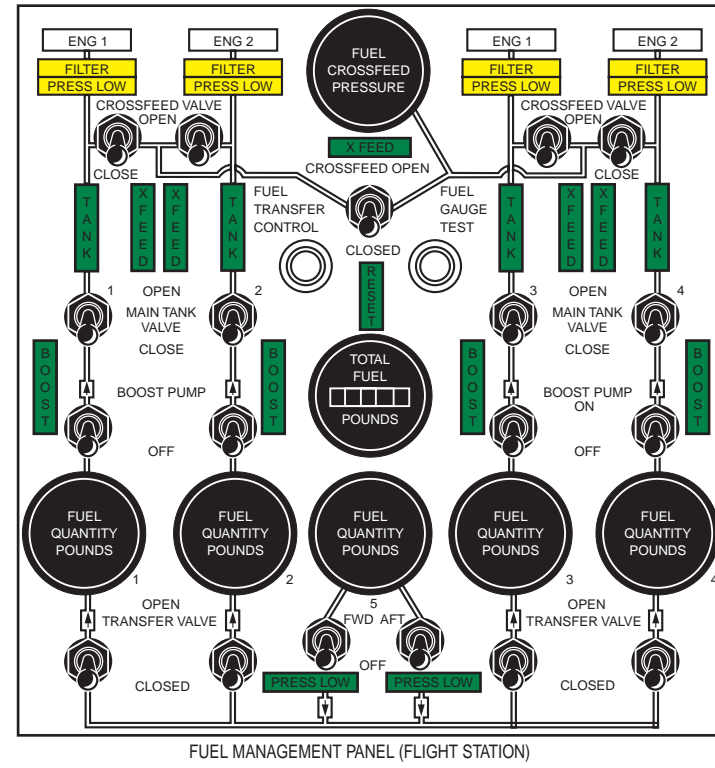 ENG 1
ENG 2
FUEL
CROSSFEED
PRESSURE
ENG 1
ENG 2
FILTER
PRESS LOW
FILTER
PRESS LOW
FILTER
PRESS LOW
FILTER
PRESS LOW
CROSSFEED VALVE
OPEN
CLOSE
X FEED
CROSSFEED OPEN
CROSSFEED VALVE
OPEN
CLOSE
TANK
XFEED
XFEED
TANK
FUEL
TRANSFER
CONTROL
CLOSED
FUEL
GAUGE
TEST
TANK
XFEED
XFEED
TANK
RESET
1
OPEN
2
MAIN TANK
VALVE
CLOSE
3
OPEN
4
MAIN TANK
VALVE
CLOSE
BOOST
BOOST PUMP
BOOST
OFF
TOTAL
FUEL
POUNDS
BOOST
BOOST PUMP
ON
BOOST
OFF
FUEL
QUANTITY
POUNDS
1
FUEL
QUANTITY
POUNDS
2
FUEL
QUANTITY
POUNDS
5
FUEL
QUANTITY
POUNDS
3
FUEL
QUANTITY
POUNDS
4
OPEN
TRANSFER VALVE
CLOSED
FWD AFT
OFF
PRESS LOW
PRESS LOW
OPEN
TRANSFER VALVE
CLOSED
FUEL MANAGEMENT PANEL (FLIGHT STATION)